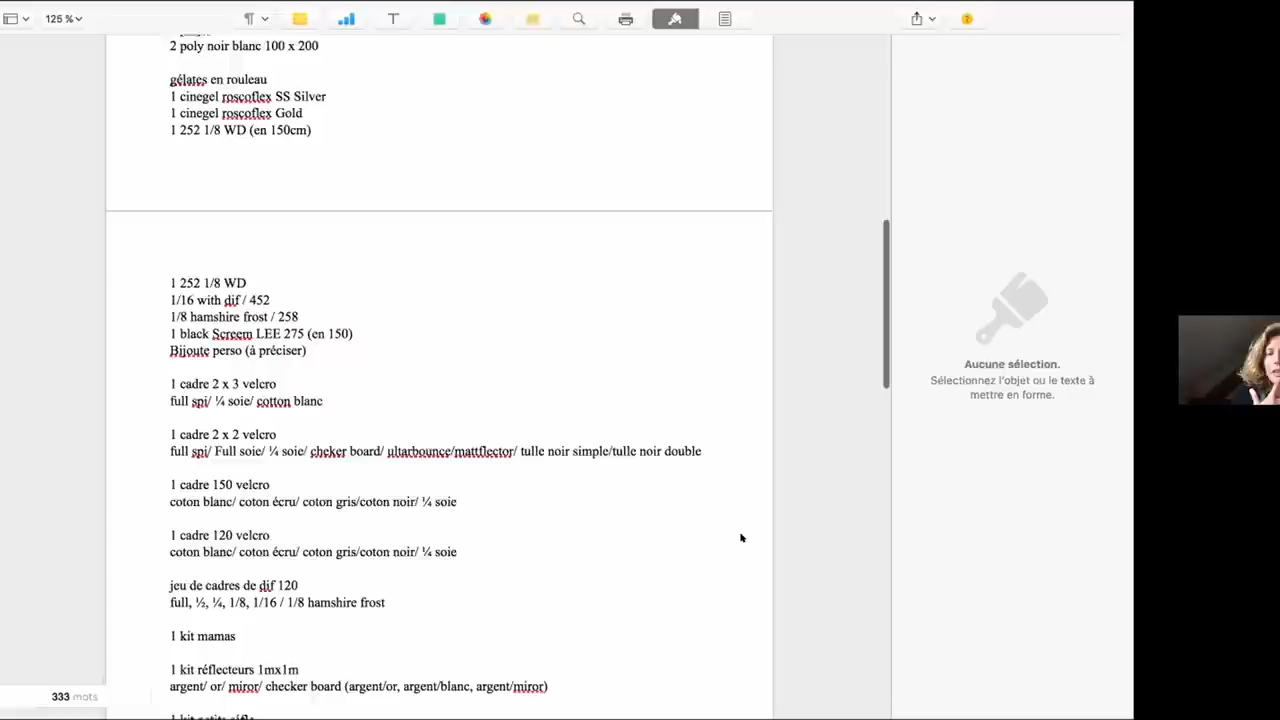 125 %
2 poly noir blanc 100 x 200
gélates en rouleau
1 cinegel roscoflex SS Silver
1 cinegel roscoflex Gold
1 252 1/8 WD (en 150cm)
1 252 1/8 WD
1/16 with dif / 452
1/8 hamshire frost / 258
1 black Screem LEE 275 (en 150)
Bijoute perso (à préciser)
1 cadre 2 x 3 velcro
full spi/ ¼ soie/ cotton blanc
1 cadre 2 x 2 velcro
full spi/ Full soie/ ¼ soie/ cheker board/ ultarbounce/mattflector/ tulle noir simple/tulle noir double
1 cadre 150 velcro
coton blanc/ coton écru/ coton gris/coton noir/ ¼ soie
1 cadre 120 velcro
coton blanc/ coton écru/ coton gris/coton noir/ ¼ soie
jeu de cadres de dif 120
full, ½, ¼, 1/8, 1/16 / 1/8 hamshire frost
1 kit mamas
1 kit réflecteurs 1mx1m
argent/ or/ miror/ checker board (argent/or, argent/blanc, argent/miror)
333 mots
Aucune sélection.
Sélectionnez l'objet ou le texte à
mettre en forme.